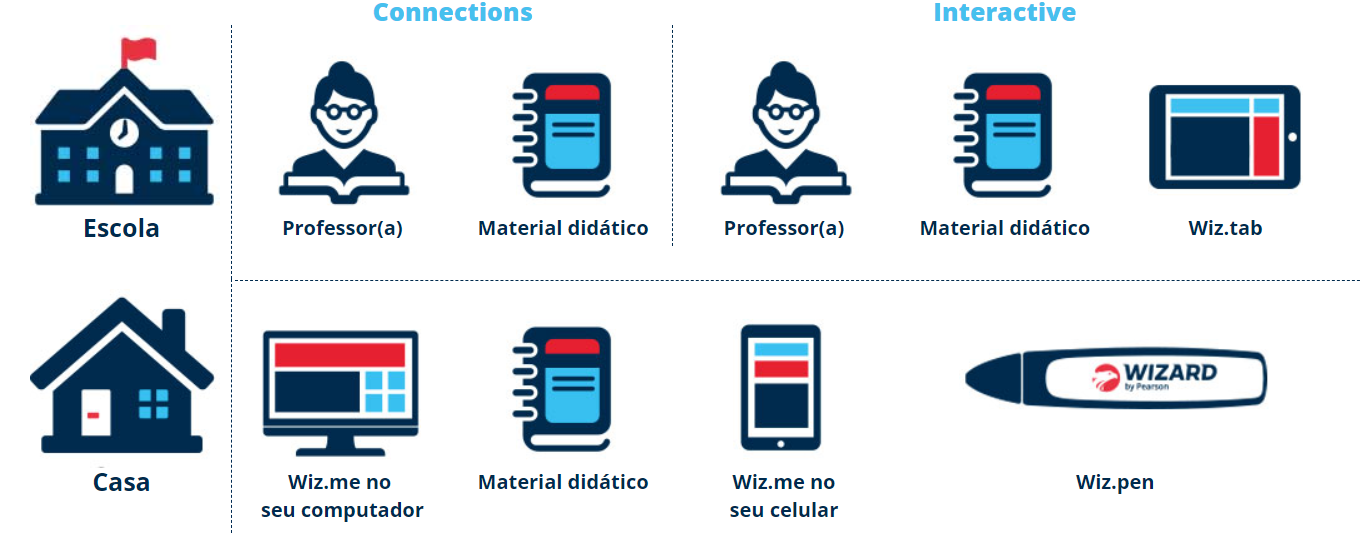 Connections
Interactive
Escola
Professor(a)
Material didático
Professor(a)
Material didático
Wiz.tab
Casa
Wiz.me no
seu computador
Material didático
Wiz.me no
seu celular
WIZARD
by Pearson
Wiz.pen